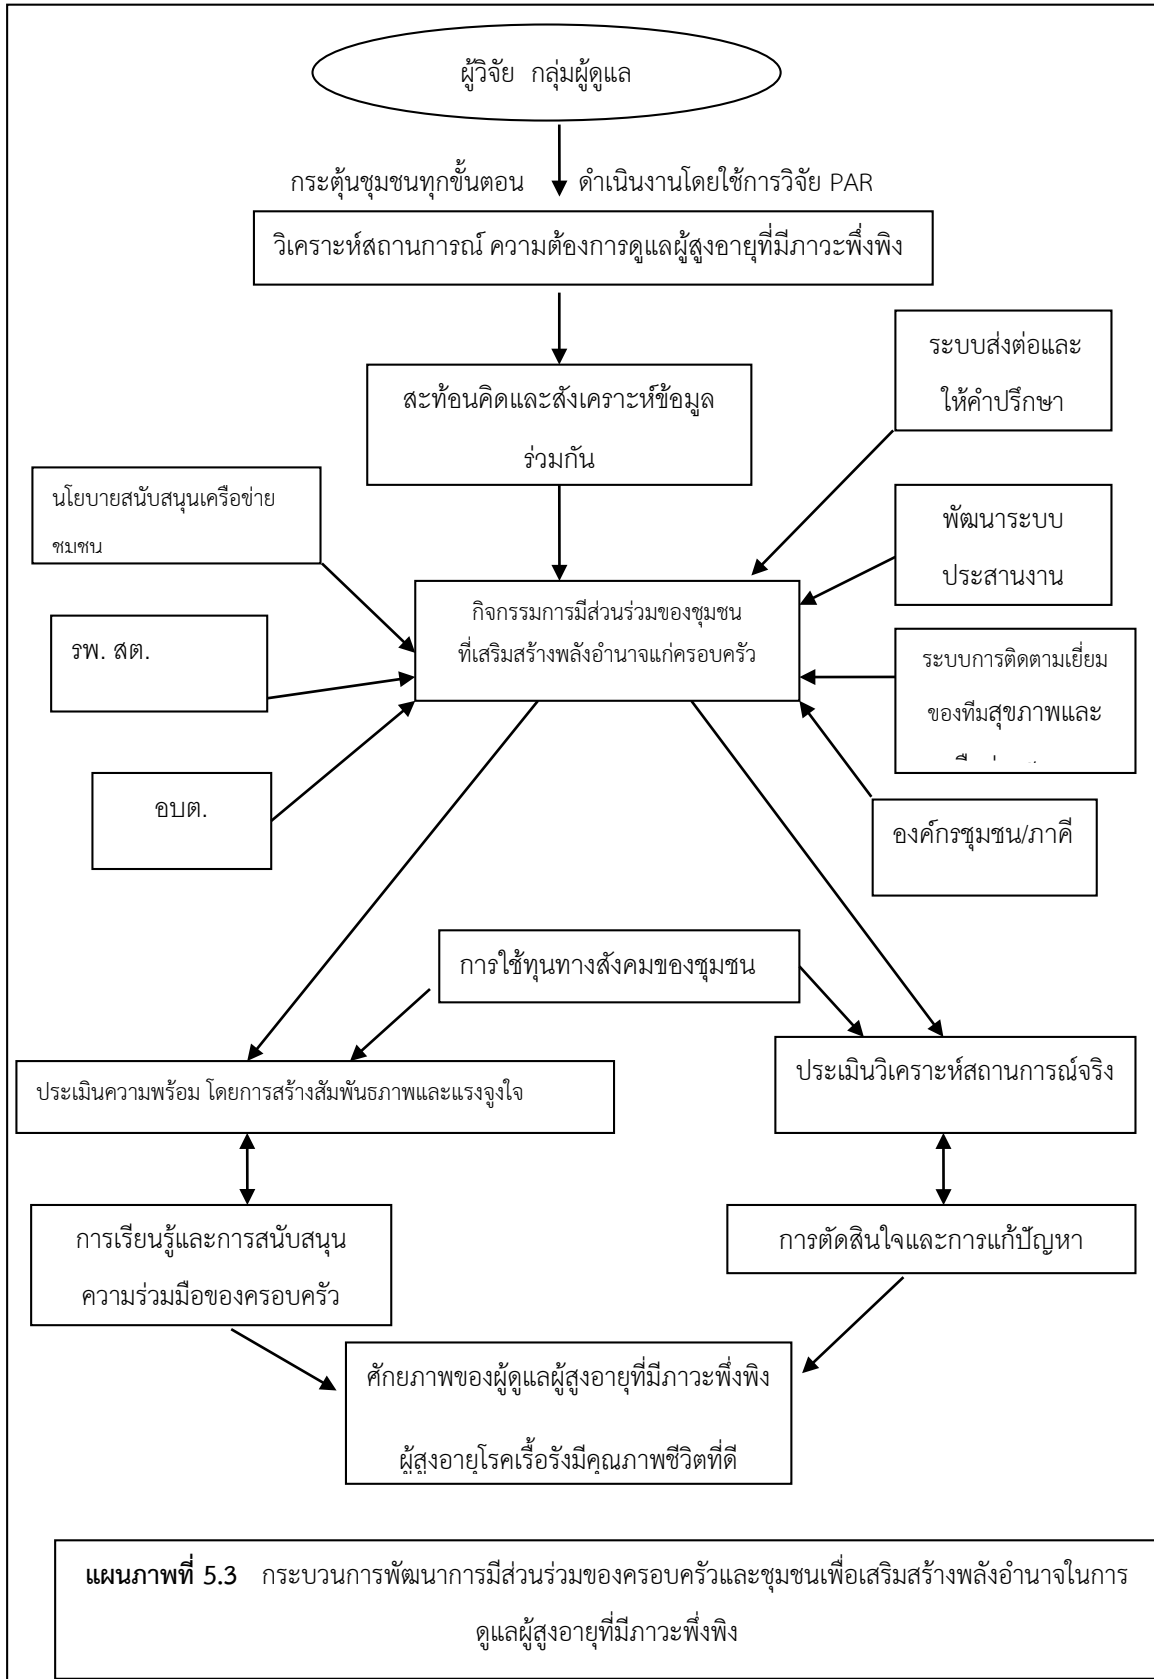 ผู้วิจัย กลุ่มผู้ดูแล
กระตุ้นชุมชนทุกขั้นตอน
ดำเนินงานโดยใช้การวิจัย PAR
วิเคราะห์สถานการณ์ ความต้องการดูแลผู้สูงอายุที่มีภาวะพึ่งพิง
ระบบส่งต่อและ
ให้คำปรึกษา
สะท้อนคิดและสังเคราะห์ข้อมูล
ร่วมกัน
นโยบายสนับสนุนเครือข่าย
ชมชน
พัฒนาระบบ
ประสานงาน
กิจกรรมการมีส่วนร่วมของชุมชน
ที่เสริมสร้างพลังอำนาจแก่ครอบครัว
รพ. สต.
ระบบการติดตามเยี่ยม
ของทีมสุขภาพและ
อบต.
องค์กรชุมชน/ภาคี
การใช้ทุนทางสังคมของชุมชน
ประเมินความพร้อม โดยการสร้างสัมพันธภาพและแรงจูงใจ
ประเมินวิเคราะห์สถานการณ์จริง
การเรียนรู้และการสนับสนุน
ความร่วมมือของครอบครัว
การตัดสินใจและการแก้ปัญหา
ศักยภาพของผู้ดูแลผู้สูงอายุที่มีภาวะพึ่งพิง
ผู้สูงอายุโรคเรื้อรังมีคุณภาพชีวิตที่ดี
แผนภาพที่ 5.3 กระบวนการพัฒนาการมีส่วนร่วมของครอบครัวและชุมชนเพื่อเสริมสร้างพลังอำนาจในการ
ดูแลผู้สูงอายุที่มีภาวะพึ่งพิง